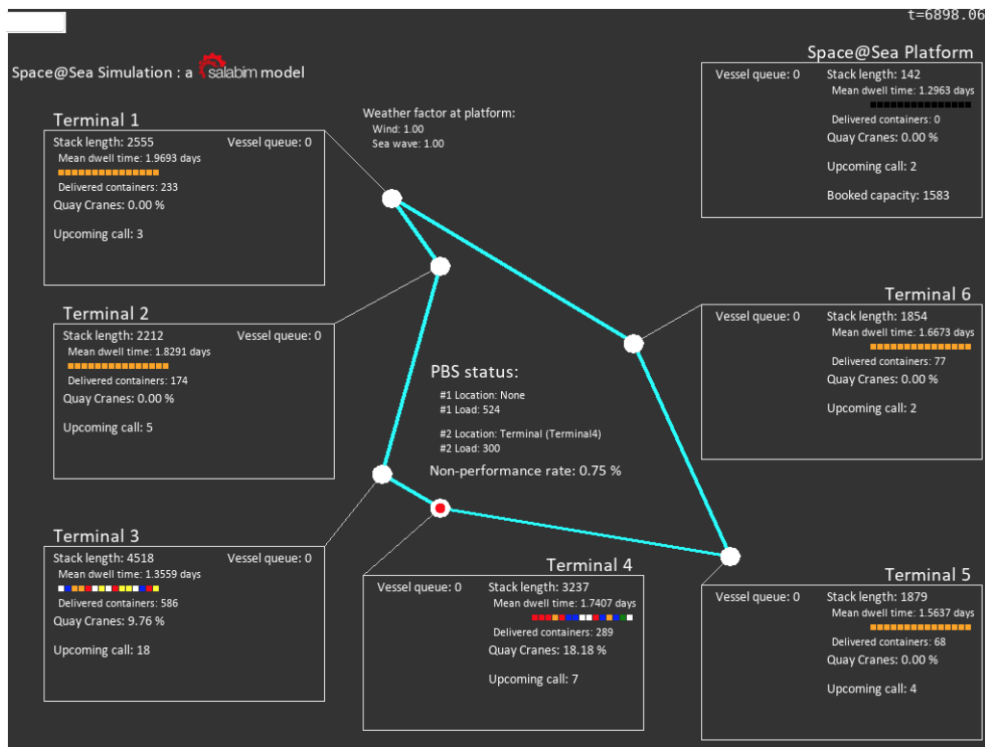 t=6898.06
Space@Sea Simulation : a salabim model
Space@Sea Platform
Vessel queue: 0
Stack length: 142
Mean dwell time: 1.2963 days
Delivered containers: 0
Quay Cranes: 0.00 %
Upcoming call: 2
Booked capacity: 1583
Weather factor at platform:
Wind: 1.00
Sea wave: 1.00
Terminal 1
Stack length: 2555
Vessel queue: 0
Mean dwell time: 1.9693 days
Delivered containers: 233
Quay Cranes: 0.00 %
Upcoming call: 3
Terminal 2
Stack length: 2212
Vessel queue: 0
Mean dwell time: 1.8291 days
Delivered containers: 174
Quay Cranes: 0.00 %
Upcoming call: 5
Terminal 6
Vessel queue: 0
Stack length: 1854
Mean dwell time: 1.6673 days
Delivered containers: 77
Quay Cranes: 0.00 %
Upcoming call: 2
PBS status:
#1 Location: None
#1 Load: 524
#2 Location: Terminal (Terminal4)
#2 Load: 300
Non-performance rate: 0.75 %
Terminal 3
Stack length: 4518
Vessel queue: 0
Mean dwell time: 1.3559 days
Delivered containers: 586
Quay Cranes: 9.76 %
Upcoming call: 18
Terminal 4
Vessel queue: 0
Stack length: 3237
Mean dwell time: 1.7407 days
Delivered containers: 289
Quay Cranes: 18.18 %
Upcoming call: 7
Terminal 5
Vessel queue: 0
Stack length: 1879
Mean dwell time: 1.5637 days
Delivered containers: 68
Quay Cranes: 0.00 %
Upcoming call: 4